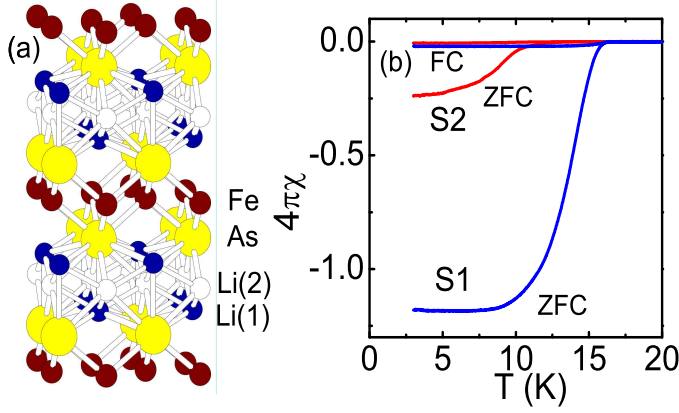 (a)
Fe
As
Li(2)
Li(1)
(b)
0.0
-0.5
-1.0
4πχ
FC
ZFC
S2
S1
ZFC
0 5 10 15 20
T (K)